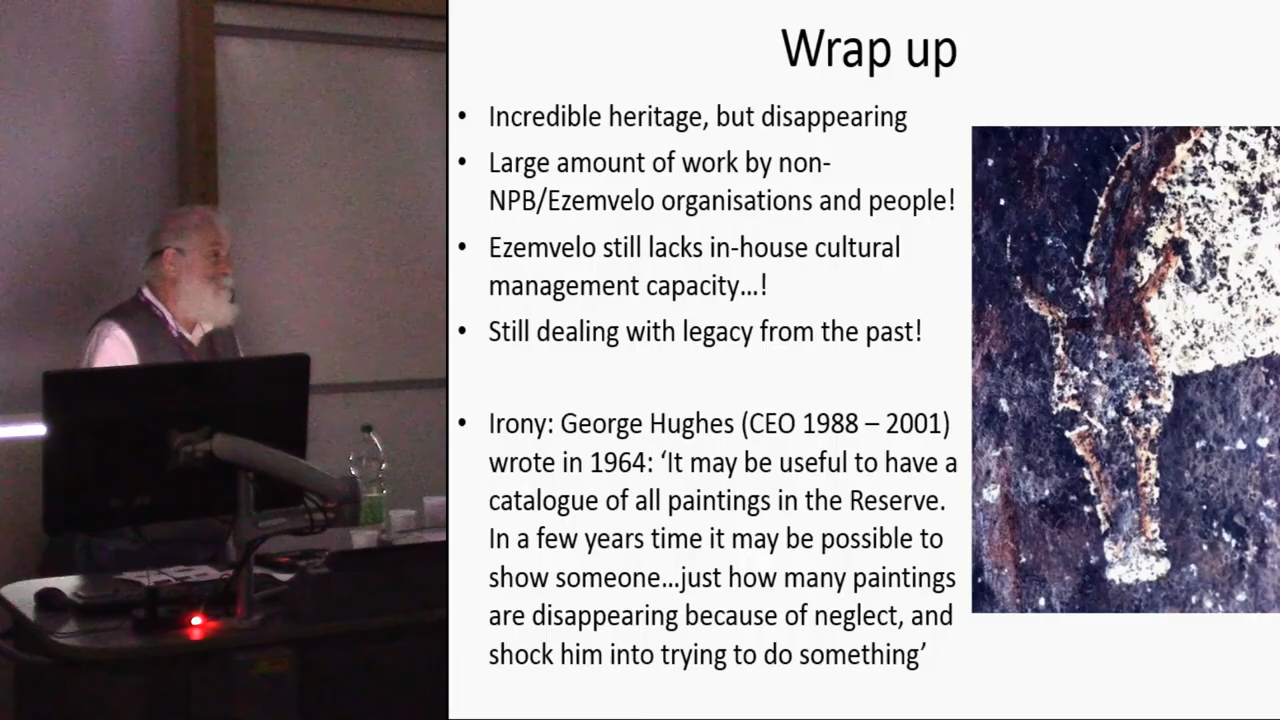 Wrap up
• Incredible heritage, but disappearing
• Large amount of work by non-
NPB/Ezemvelo organisations and people!
• Ezemvelo still lacks in-house cultural
management capacity...!
• Still dealing with legacy from the past!
• Irony: George Hughes (CEO 1988 – 2001)
wrote in 1964: ‘It may be useful to have a
catalogue of all paintings in the Reserve.
In a few years time it may be possible to
show someone...just how many paintings
are disappearing because of neglect, and
shock him into trying to do something’